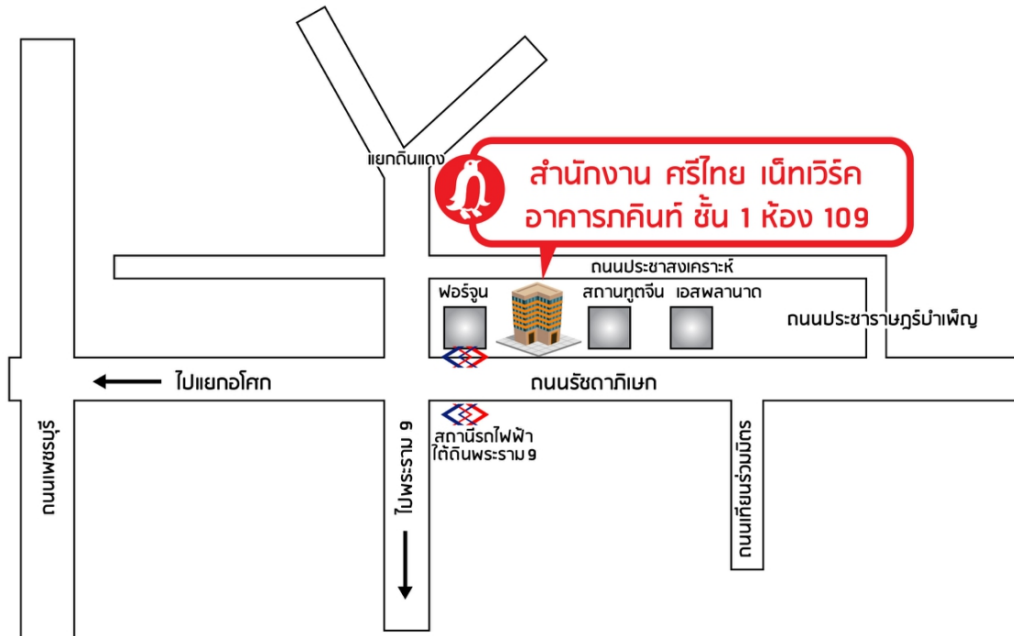 แยกดินแดง
สำนักงาน ศรีไทย เน็ทเวิร์ค
อาคารภคินท์ ชั้น 1 ห้อง 109
ถนนประชาสงเคราะห์
ฟอร์จูน
สถานทูตจีน
เอสพลานาด
ถนนประชาราษฎร์บำเพ็ญ
ไปแยกอโศก
ถนนรัชดาภิเษก
สถานีรถไฟฟ้า
ใต้ดินพระราม 9
ถนนเพชรบุรี
ไปพระราม 9
ถนนเทียนร่วมมิตร